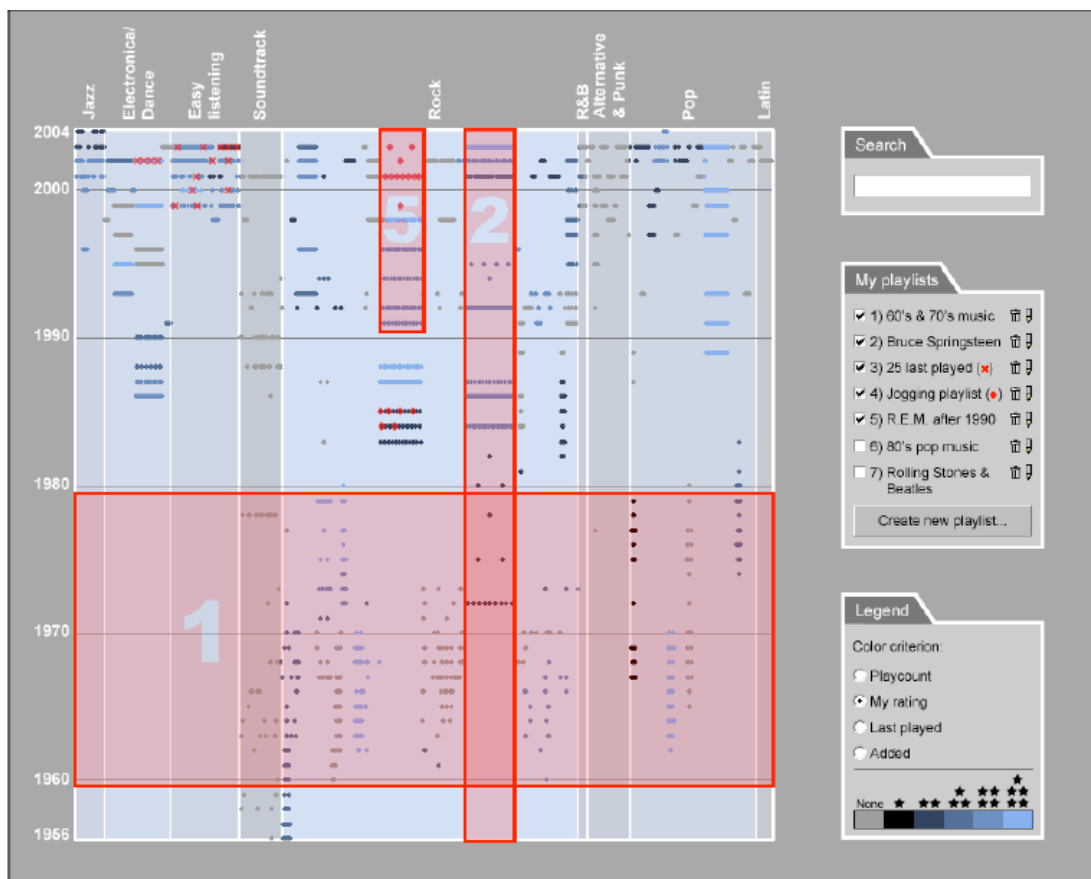 Jazz
Electronica/
Dance
Easy
listening
Soundtrack
Rock
R&B
Alternative
& Punk
Pop
Latin
2004
2000
1990
1980
1970
1960
1956
5
2
1
Search
My playlists
1) 60's & 70's music
2) Bruce Springsteen
3) 25 last played (×)
4) Jogging playlist (♦)
5) R.E.M. after 1990
6) 80's pop music
7) Rolling Stones &
Beatles
Create new playlist...
Legend
Color criterion:
Playcount
My rating
Last played
Added
None